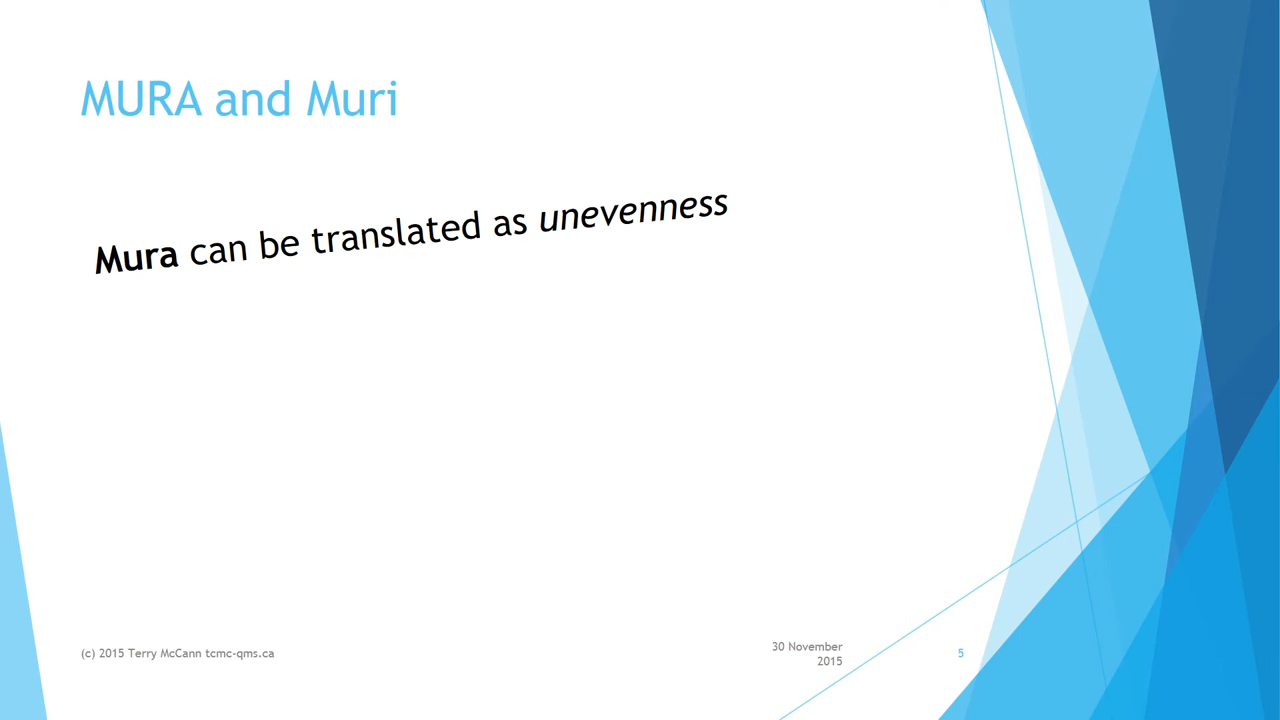 MURA and Muri
Mura can be translated as unevenness
(c) 2015 Terry McCann tcmc-qms.ca
30 November
2015
5